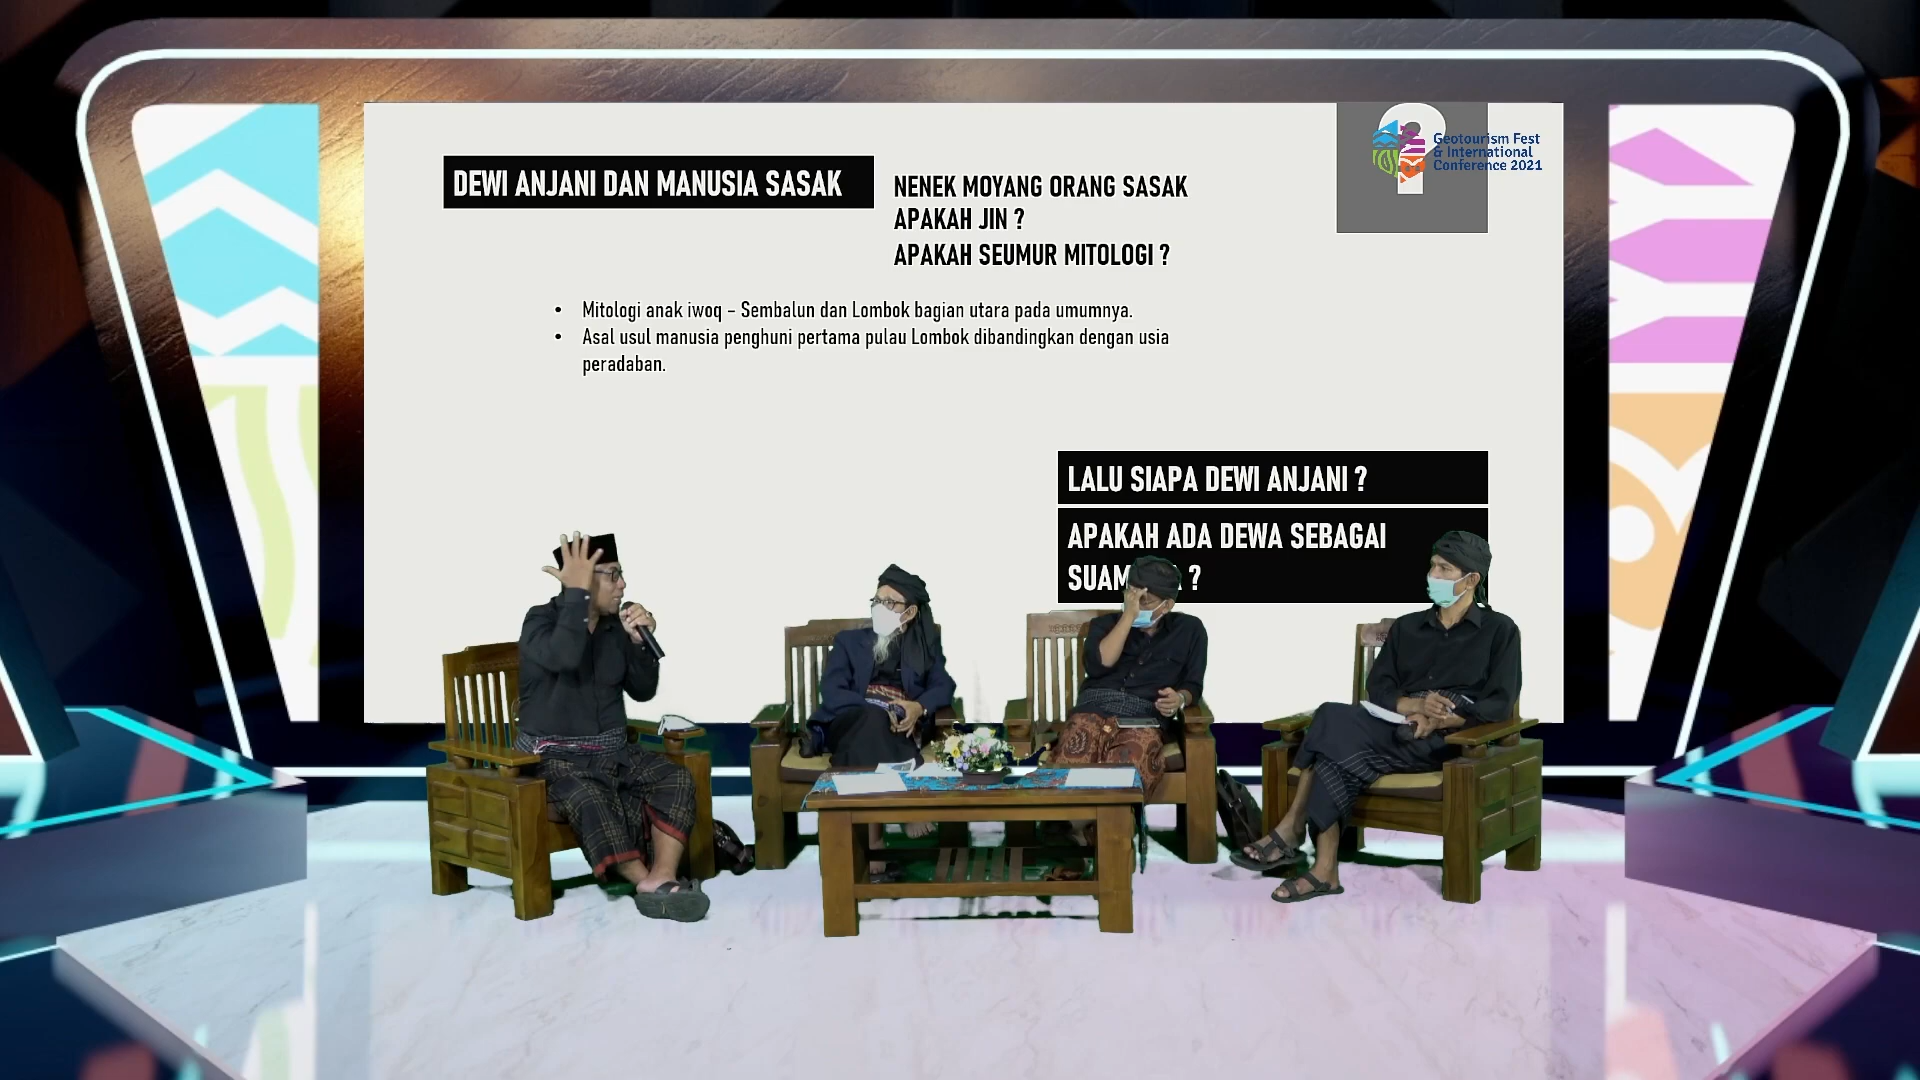 DEWI ANJANI DAN MANUSIA SASAK
NENEK MOYANG ORANG SASAK
APAKAH JIN ?
APAKAH SEUMUR MITOLOGI ?
?
Geotourism Fest
& International
Conference 2021
• Mitologi anak iwoq – Sembalun dan Lombok bagian utara pada umumnya.
• Asal usul manusia penghuni pertama pulau Lombok dibandingkan dengan usia
peradaban.
LALU SIAPA DEWI ANJANI ?
APAKAH ADA DEWA SEBAGAI
?